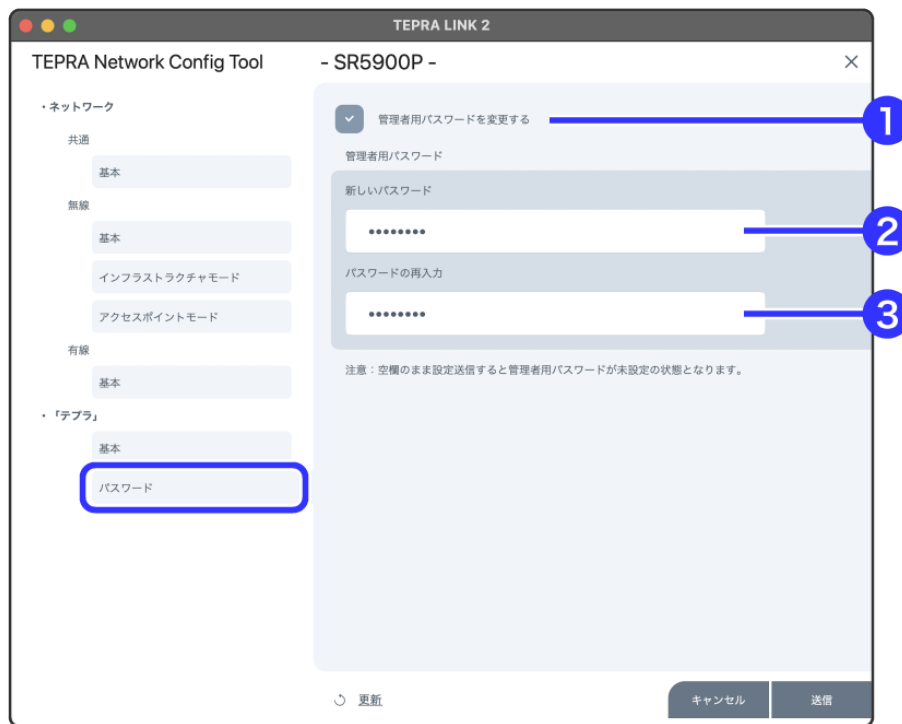 TEPRA LINK 2
TEPRA Network Config Tool
- SR5900P -
・ネットワーク
共通
基本
無線
基本
インフラストラクチャモード
アクセスポイントモード
有線
基本
・「テプラ」
基本
パスワード
管理者用パスワードを変更する
1
管理者用パスワード
新しいパスワード
••••••••
2
パスワードの再入力
••••••••
3
注意：空欄のまま設定送信すると管理者用パスワードが未設定の状態となります。
更新
キャンセル
送信